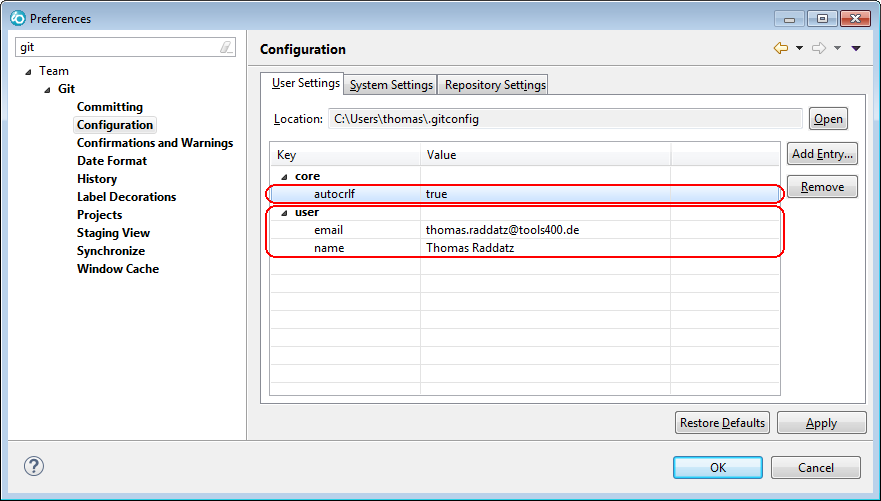 Preferences
git
Team
Git
Committing
Configuration
Confirmations and Warnings
Date Format
History
Label Decorations
Projects
Staging View
Synchronize
Window Cache
Configuration
User Settings System Settings Repository Settings
Location: C:\Users\thomas\.gitconfig Open
Key Value Add Entry...
core
autocrlf true Remove
user
email thomas.raddatz@tools400.de
name Thomas Raddatz
Restore Defaults Apply
? OK Cancel